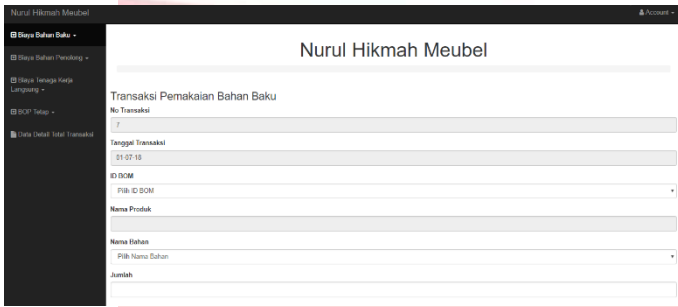 Nurul Hikmah Meubel
Account
Biaya Bahan Baku
Biaya Bahan Penolong
Biaya Tenaga Kerja
Langsung
BOP Tetap
Data Detail Total Transaksi
Nurul Hikmah Meubel
Transaksi Pemakaian Bahan Baku
No Transaksi
7
Tanggal Transaksi
01-07-18
ID BOM
Pilih ID BOM
Nama Produk
Nama Bahan
Pilih Nama Bahan
Jumlah